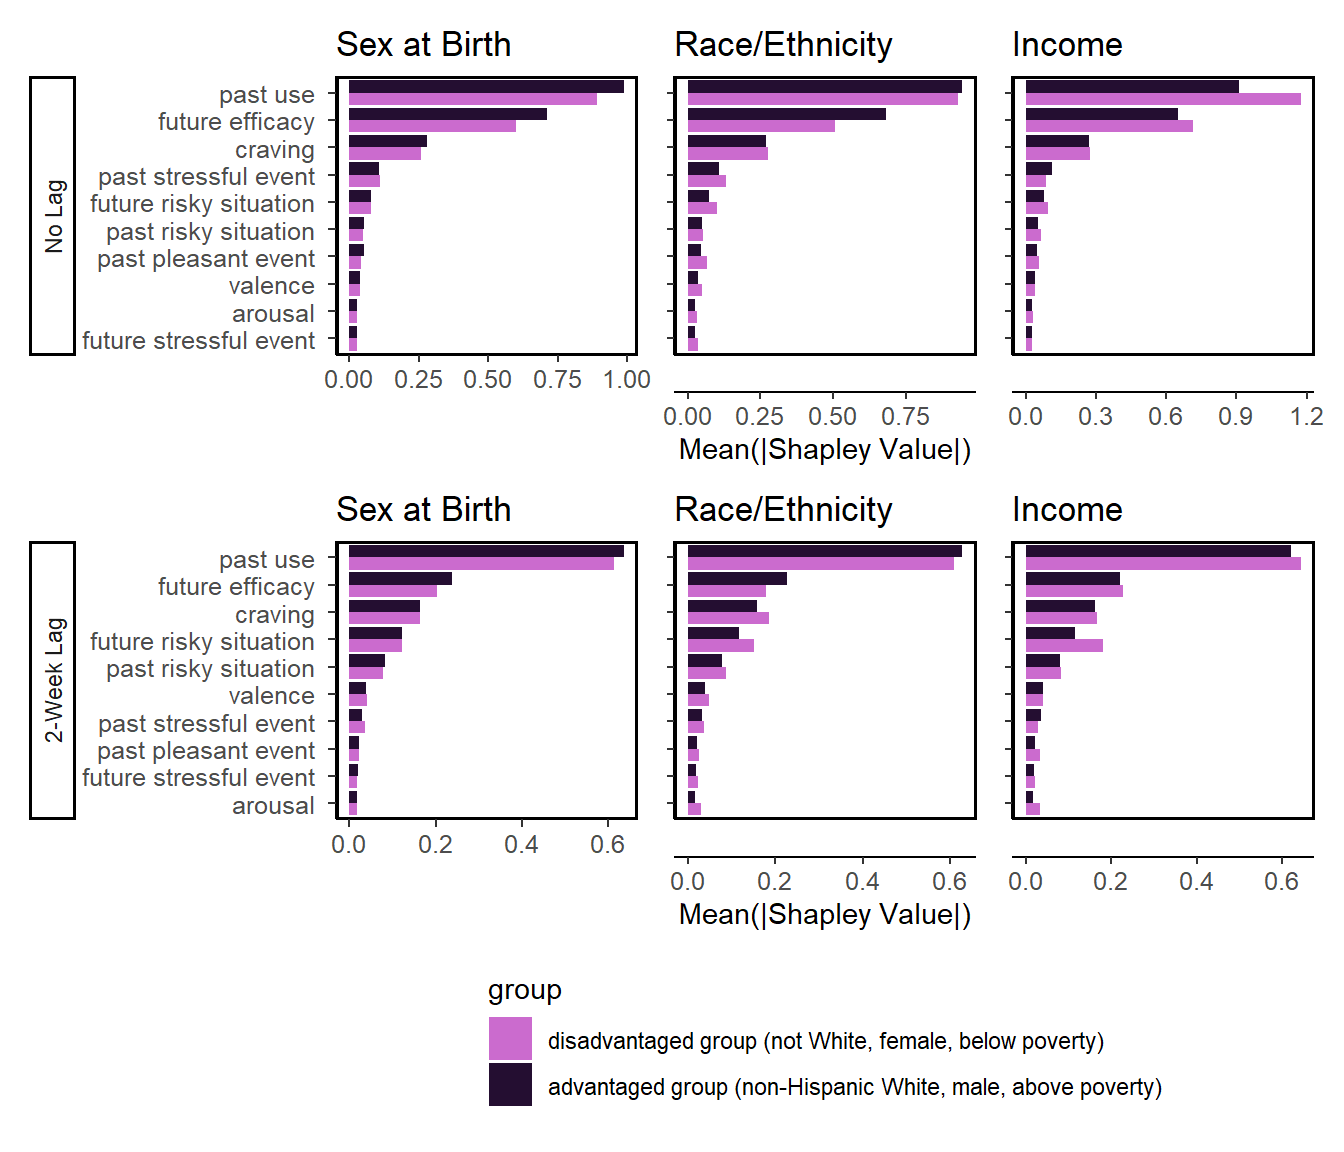 Sex at Birth
Race/Ethnicity
Income
No Lag
past use
future efficacy
craving
past stressful event
future risky situation
past risky situation
past pleasant event
valence
arousal
future stressful event
0.00 0.25 0.50 0.75 1.00
0.00 0.25 0.50 0.75
0.0 0.3 0.6 0.9 1.2
Mean(|Shapley Value|)
Sex at Birth
Race/Ethnicity
Income
2-Week Lag
past use
future efficacy
craving
future risky situation
past risky situation
valence
past stressful event
past pleasant event
future stressful event
arousal
0.0 0.2 0.4 0.6
0.0 0.2 0.4 0.6
0.0 0.2 0.4 0.6
Mean(|Shapley Value|)
group
disadvantaged group (not White, female, below poverty)
advantaged group (non-Hispanic White, male, above poverty)